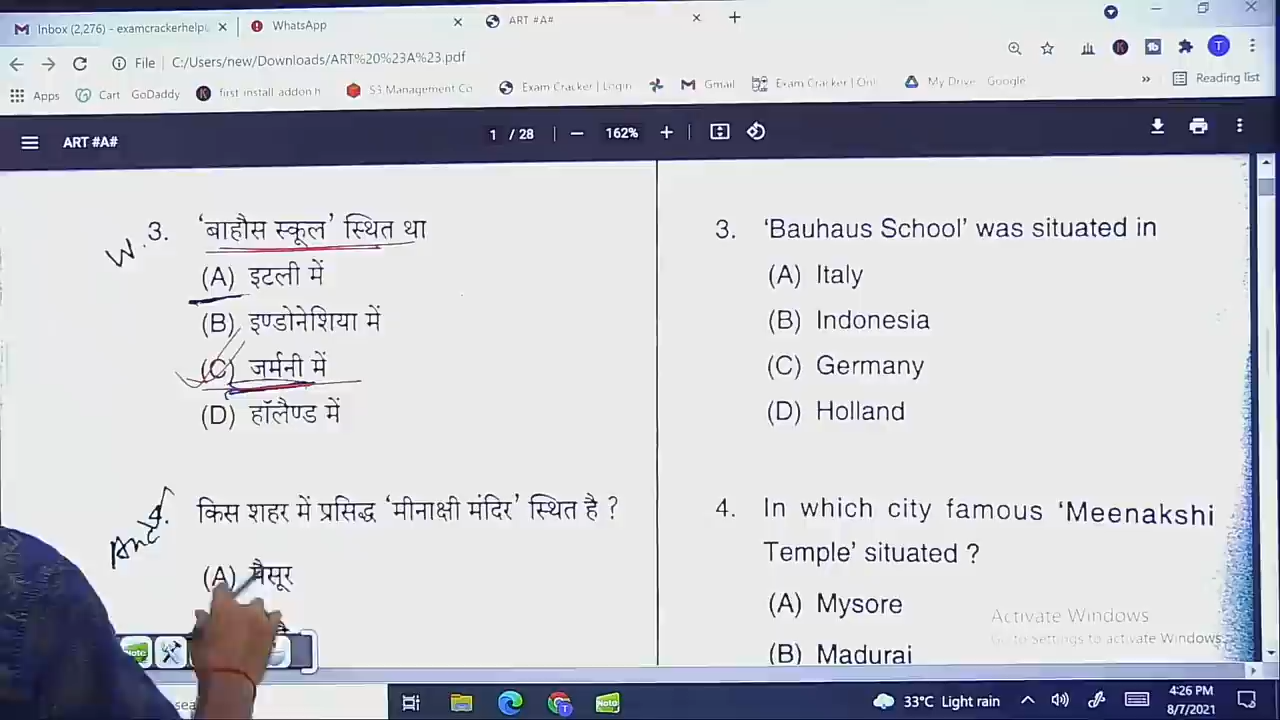 Inbox (2,276) - examcrackerhelp
WhatsApp
ART #A#
File
C:/Users/new/Downloads/ART%20%23A%23.pdf
Apps
Cart
GoDaddy
first install addon h
S3 Management Co
Exam Cracker | Login
Gmail
Exam Cracker | Onl
My Drive
Google
»
Reading list
ART #A#
1 / 28
162%
W.
3. 'बाहौस स्कूल' स्थित था
(A) इटली में
(B) इण्डोनेशिया में
(C) जर्मनी में
(D) हॉलैण्ड में
4. किस शहर में प्रसिद्ध 'मीनाक्षी मंदिर' स्थित है ?
(A) मैसूर
3. 'Bauhaus School' was situated in
(A) Italy
(B) Indonesia
(C) Germany
(D) Holland
4. In which city famous 'Meenakshi
Temple' situated ?
(A) Mysore
(B) Madurai
Activate Windows
Go to Settings to activate Windows.
Note
33°C Light rain
4:26 PM
8/7/2021